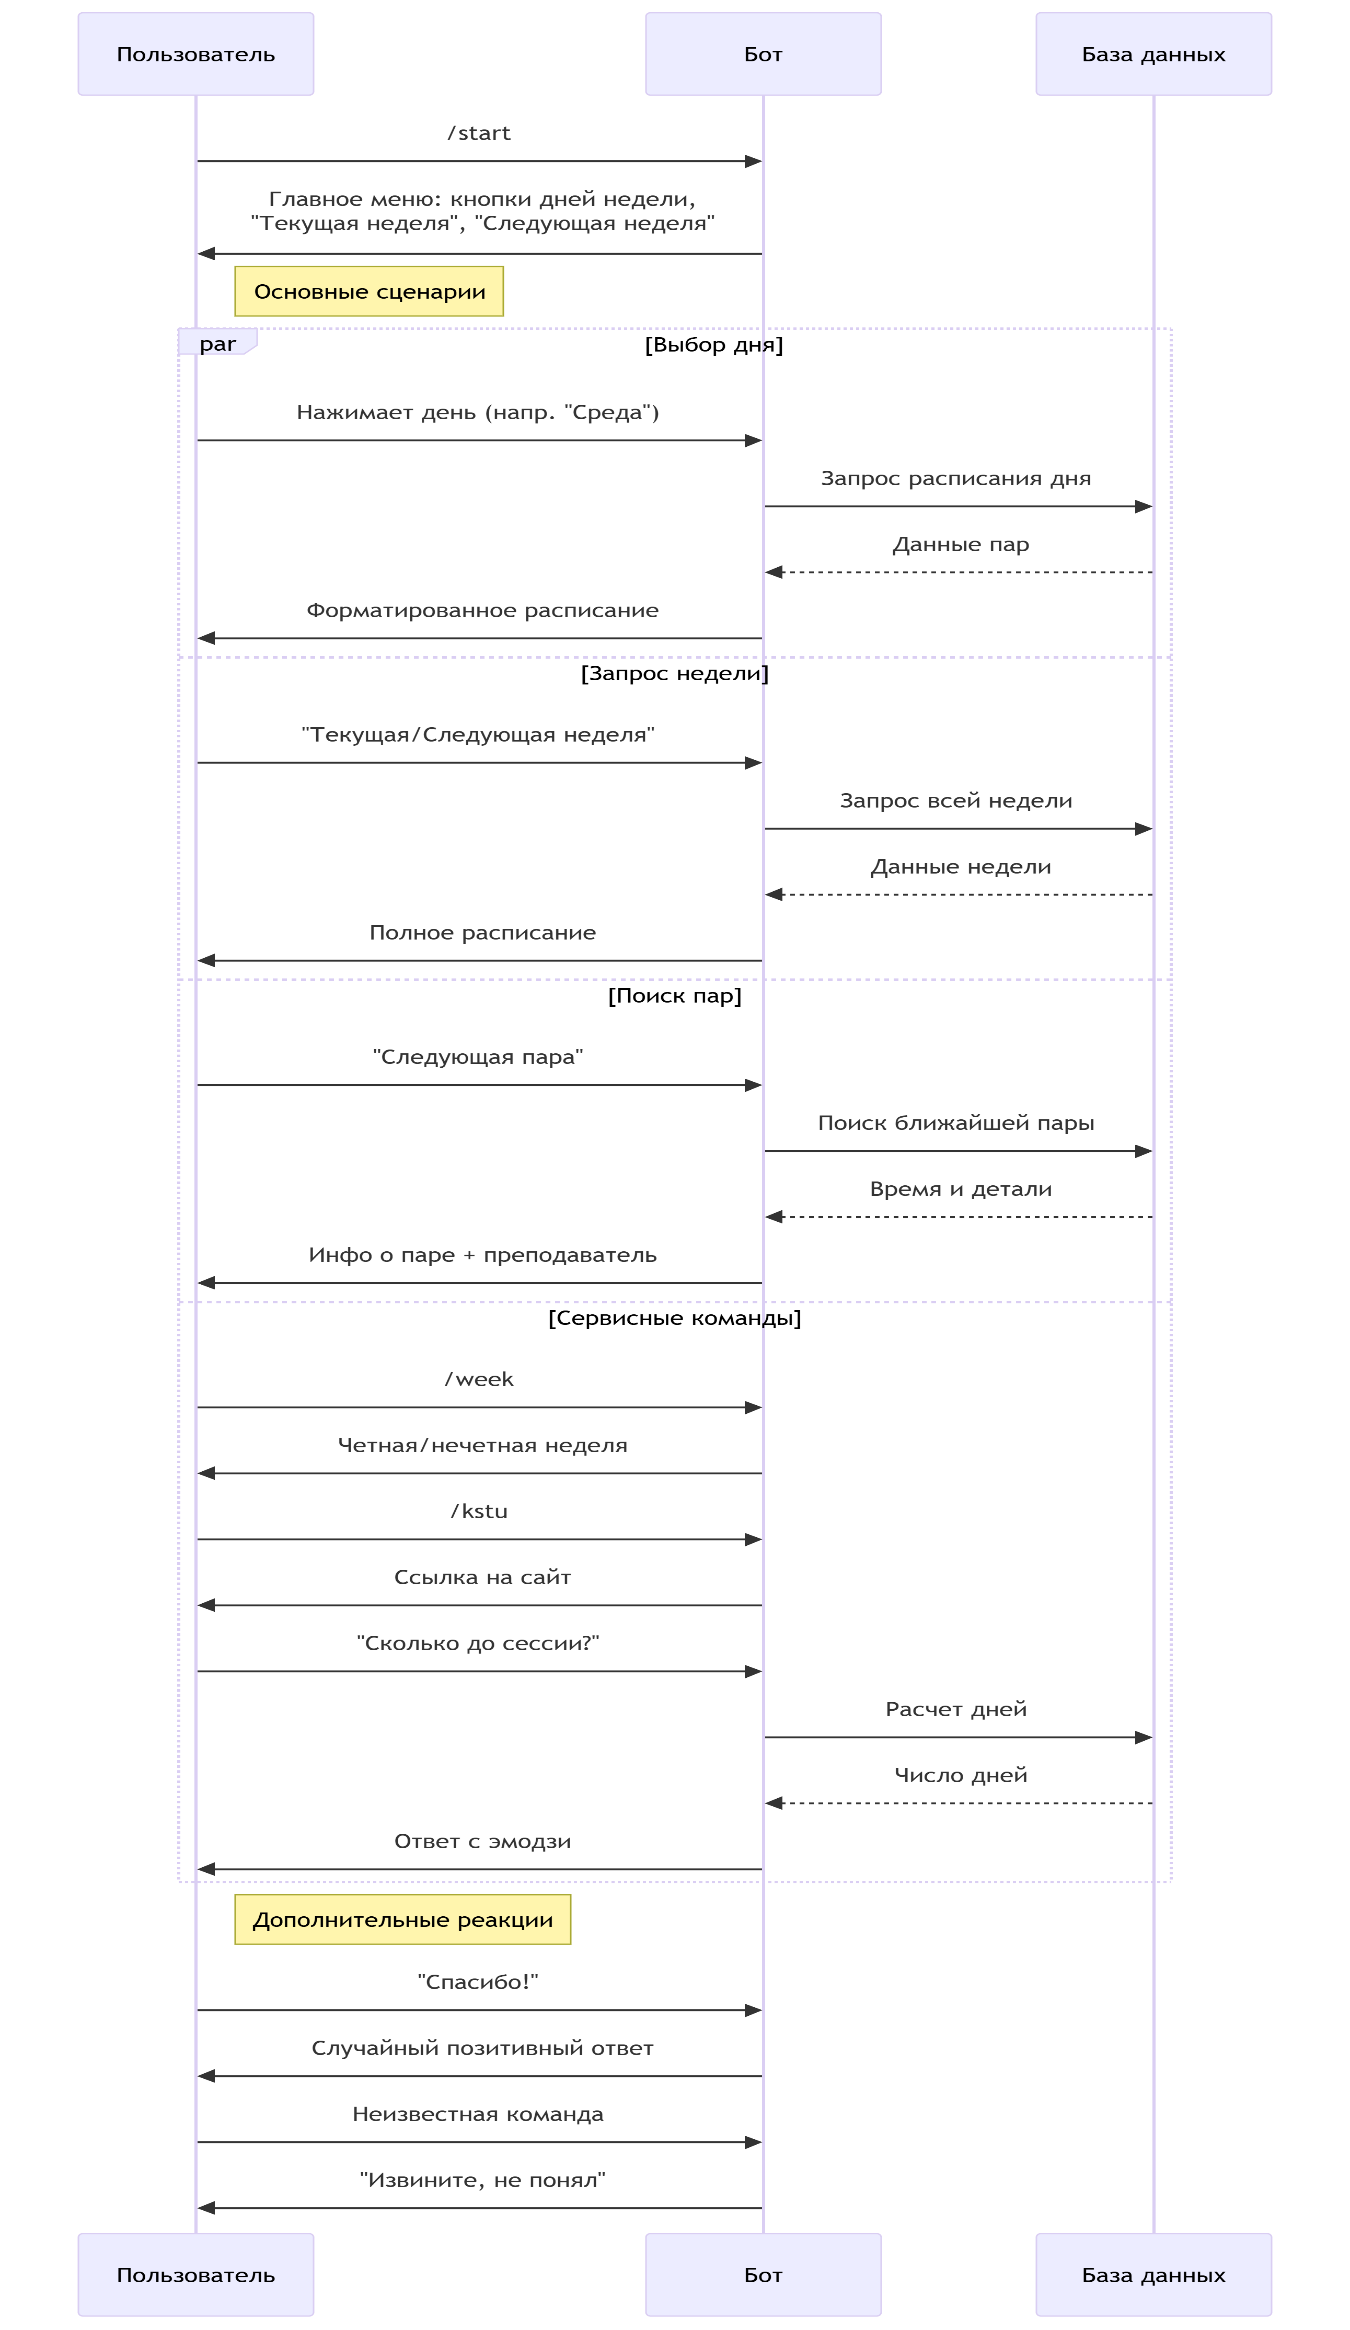 Пользователь
Бот
База данных
/start
Главное меню: кнопки дней недели,
"Текущая неделя", "Следующая неделя"
Основные сценарии
par
[Выбор дня]
Нажимает день (напр. "Среда")
Запрос расписания дня
Данные пар
Форматированное расписание
[Запрос недели]
"Текущая/Следующая неделя"
Запрос всей недели
Данные недели
Полное расписание
[Поиск пар]
"Следующая пара"
Поиск ближайшей пары
Время и детали
Инфо о паре + преподаватель
[Сервисные команды]
/week
Четная/нечетная неделя
/kstu
Ссылка на сайт
"Сколько до сессии?"
Расчет дней
Число дней
Ответ с эмодзи
Дополнительные реакции
"Спасибо!"
Случайный позитивный ответ
Неизвестная команда
"Извините, не понял"
Пользователь
Бот
База данных